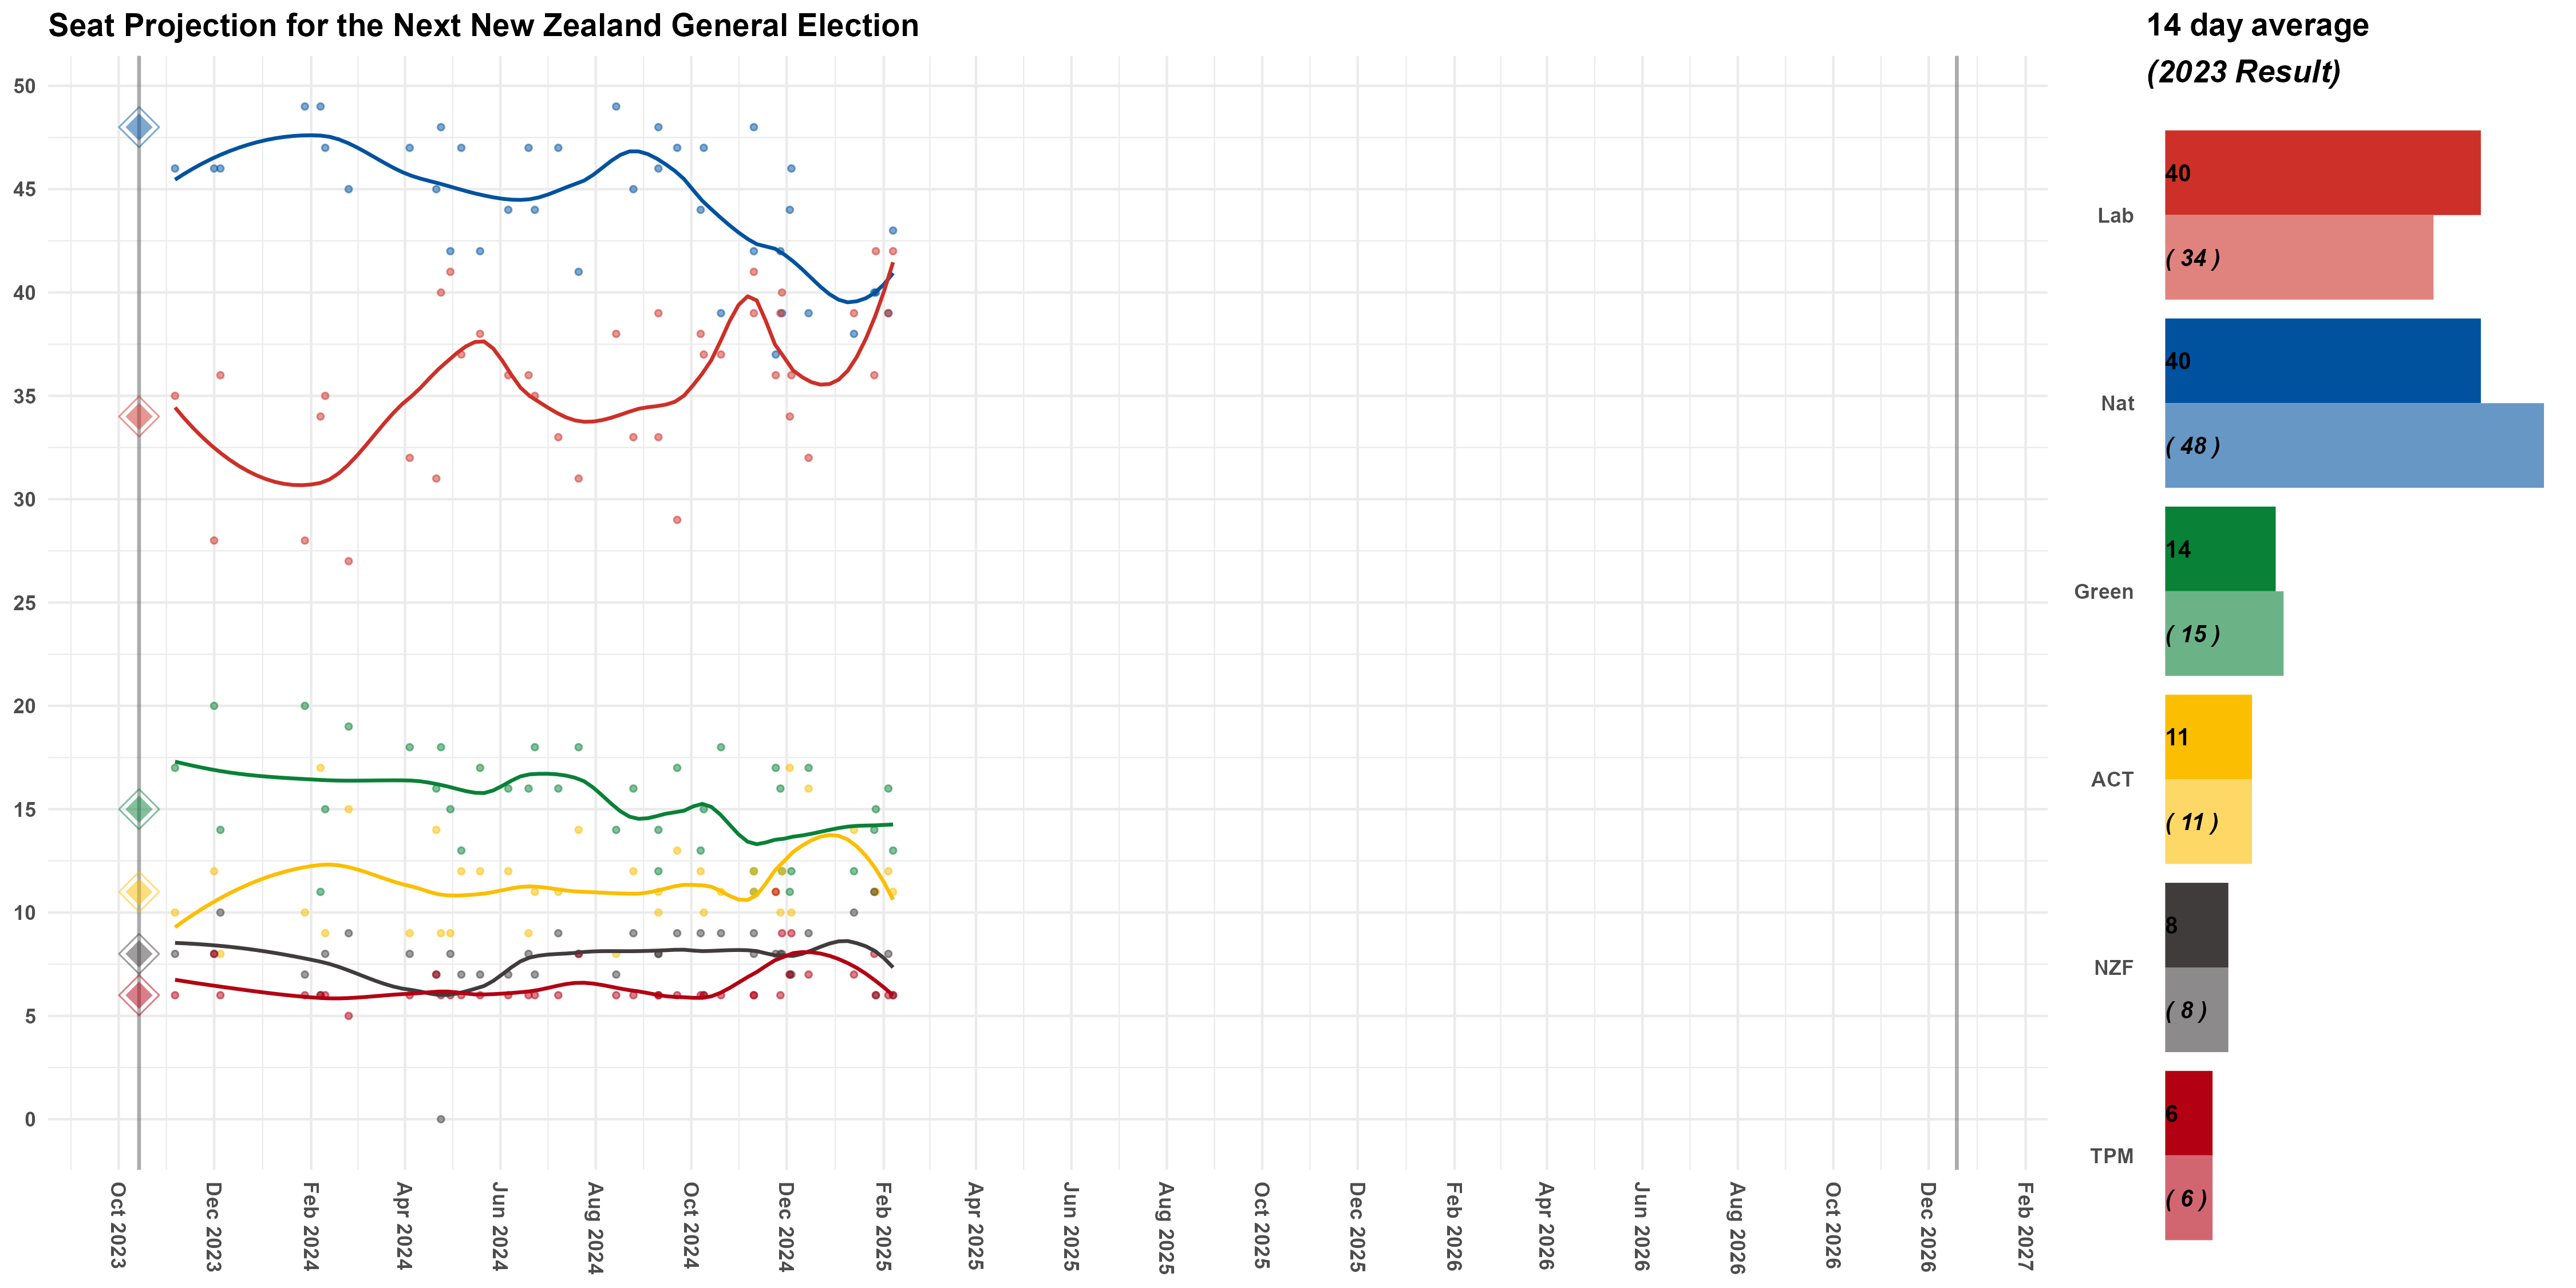 Seat Projection for the Next New Zealand General Election
14 day average
(2023 Result)
50
45
40
35
30
25
20
15
10
5
0
Oct 2023
Dec 2023
Feb 2024
Apr 2024
Jun 2024
Aug 2024
Oct 2024
Dec 2024
Feb 2025
Apr 2025
Jun 2025
Aug 2025
Oct 2025
Dec 2025
Feb 2026
Apr 2026
Jun 2026
Aug 2026
Oct 2026
Dec 2026
Feb 2027
Lab
40
( 34 )
Nat
40
( 48 )
Green
14
( 15 )
ACT
11
( 11 )
NZF
8
( 8 )
TPM
6
( 6 )